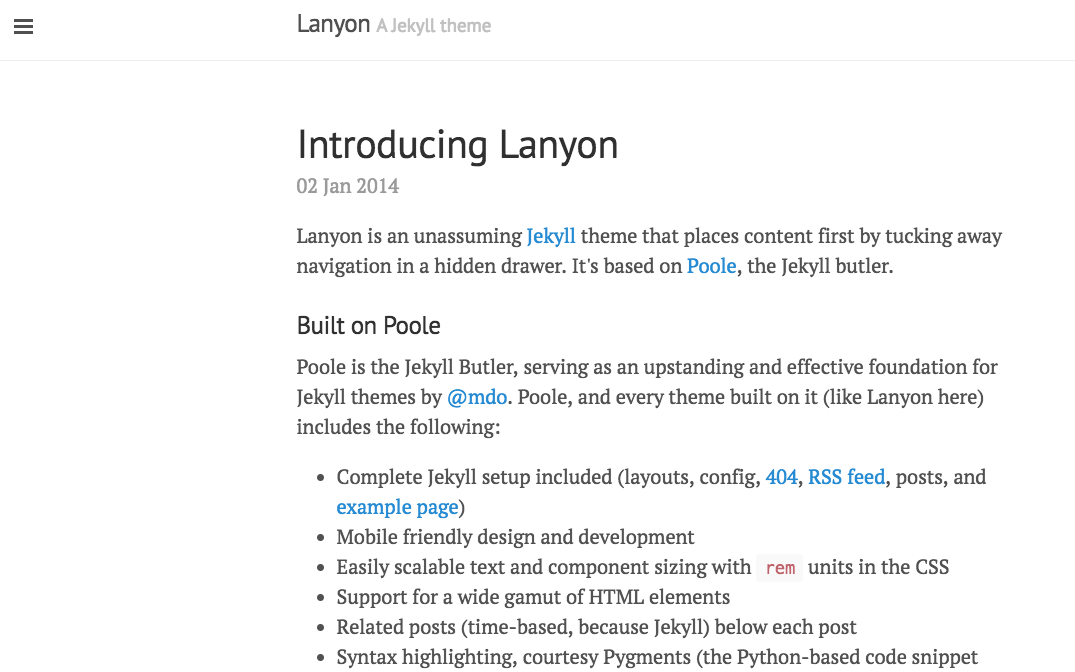 Lanyon A Jekyll theme
Introducing Lanyon
02 Jan 2014
Lanyon is an unassuming Jekyll theme that places content first by tucking away
navigation in a hidden drawer. It's based on Poole, the Jekyll butler.
Built on Poole
Poole is the Jekyll Butler, serving as an upstanding and effective foundation for
Jekyll themes by @mdo. Poole, and every theme built on it (like Lanyon here)
includes the following:
• Complete Jekyll setup included (layouts, config, 404, RSS feed, posts, and
example page)
• Mobile friendly design and development
• Easily scalable text and component sizing with rem units in the CSS
• Support for a wide gamut of HTML elements
• Related posts (time-based, because Jekyll) below each post
• Syntax highlighting, courtesy Pygments (the Python-based code snippet